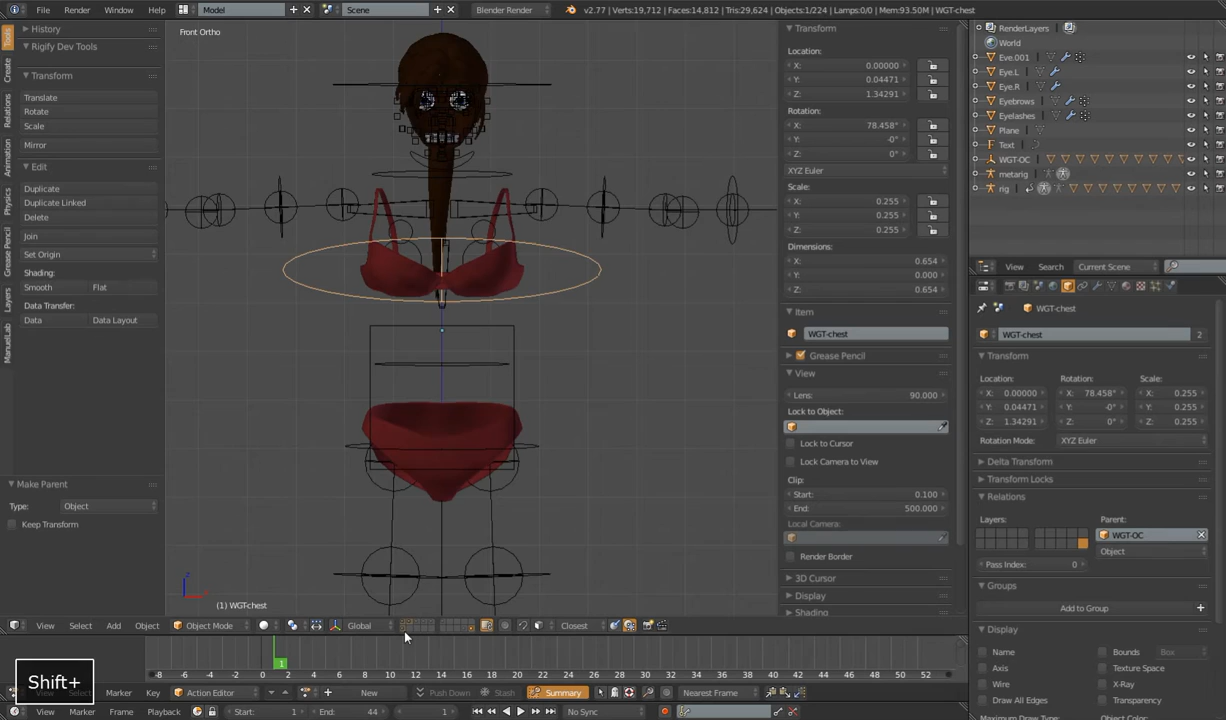 File Render Window Help Model Scene Blender Render v2.77 | Verts:19,712 | Faces:14,812 | Tris:29,624 | Objects:1/224 | Lamps:0/0 | Mem:93.50M | WGT-chest
Tools
Create
Relations
Animation
Physics
Grease Pencil
Layers
ManuelLab
History
Rigify Dev Tools
Transform
Translate
Rotate
Scale
Mirror
Edit
Duplicate
Duplicate Linked
Delete
Join
Set Origin
Shading:
Smooth Flat
Data Transfer:
Data Data Layout
Make Parent
Type: Object
Keep Transform
Front Ortho
(1) WGT-chest
Transform
Location:
X: 0.00000
Y: 0.04471
Z: 1.34291
Rotation:
X: 78.458°
Y: -0°
Z: 0°
XYZ Euler
Scale:
X: 0.255
Y: 0.255
Z: 0.255
Dimensions:
X: 0.654
Y: 0.000
Z: 0.654
Item
WGT-chest
Grease Pencil
View
Lens: 90.000
Lock to Object:
Lock to Cursor
Lock Camera to View
Clip:
Start: 0.100
End: 500.000
Local Camera:
Render Border
3D Cursor
Display
Shading
RenderLayers
World
Eve.001
Eye.L
Eye.R
Eyebrows
Eyelashes
Plane
Text
WGT-OC
metarig
rig
View Search Current Scene
WGT-chest
WGT-chest 2
Transform
Location: Rotation: Scale:
X: 0.00000 X: 78.458° X: 0.255
Y: 0.04471 Y: -0° Y: 0.255
Z: 1.34291 Z: 0° Z: 0.255
Rotation Mode: XYZ Euler
Delta Transform
Transform Locks
Relations
Layers: Parent:
WGT-OC
Object
Pass Index: 0
Groups
Add to Group
Display
Name Bounds Box
Axis Texture Space
Wire X-Ray
Draw All Edges Transparency
View Select Add Object Object Mode Global Closest
1
-8 -6 -4 -2 0 2 4 6 8 10 12 14 16 18 20 22 24 26 28 30 32 34 36 38 40 42 44 46 48 50 52
Shift+
Marker Key Action Editor New Push Down Stash Summary Nearest Frame
View Marker Frame Playback Start: 1 End: 44 1 No Sync